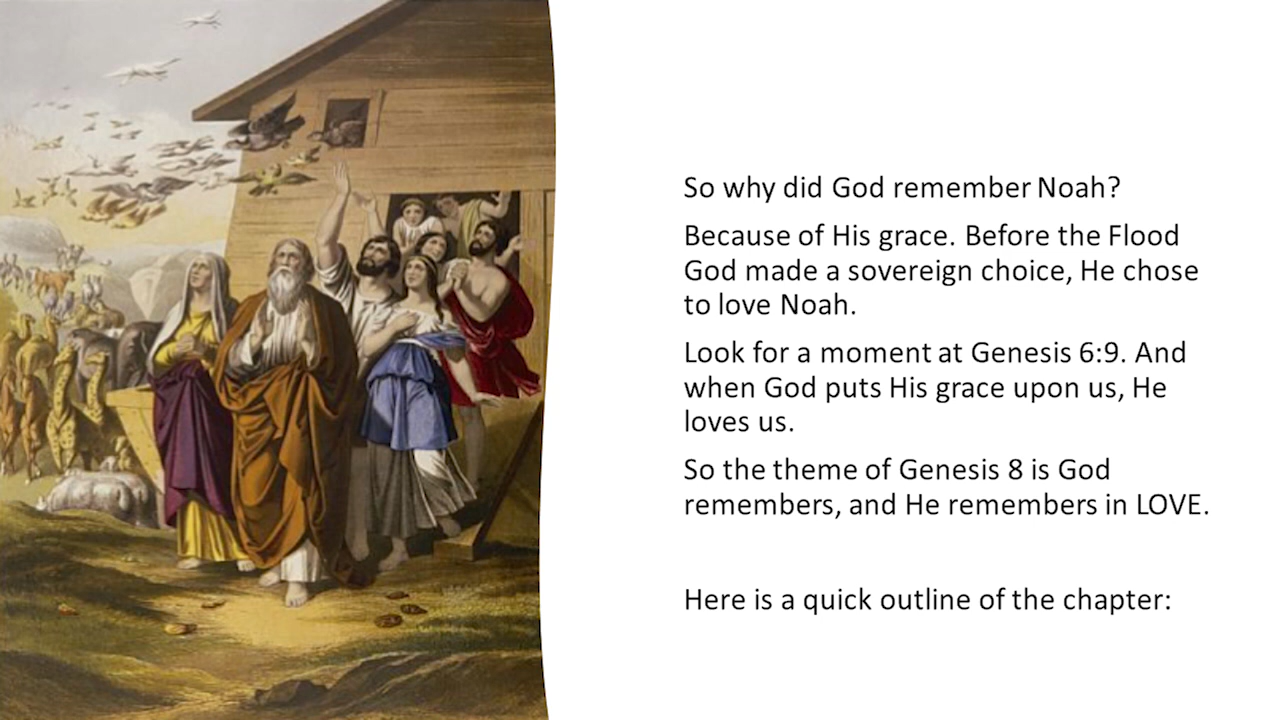 So why did God remember Noah?
Because of His grace. Before the Flood
God made a sovereign choice, He chose
to love Noah.
Look for a moment at Genesis 6:9. And
when God puts His grace upon us, He
loves us.
So the theme of Genesis 8 is God
remembers, and He remembers in LOVE.
Here is a quick outline of the chapter: